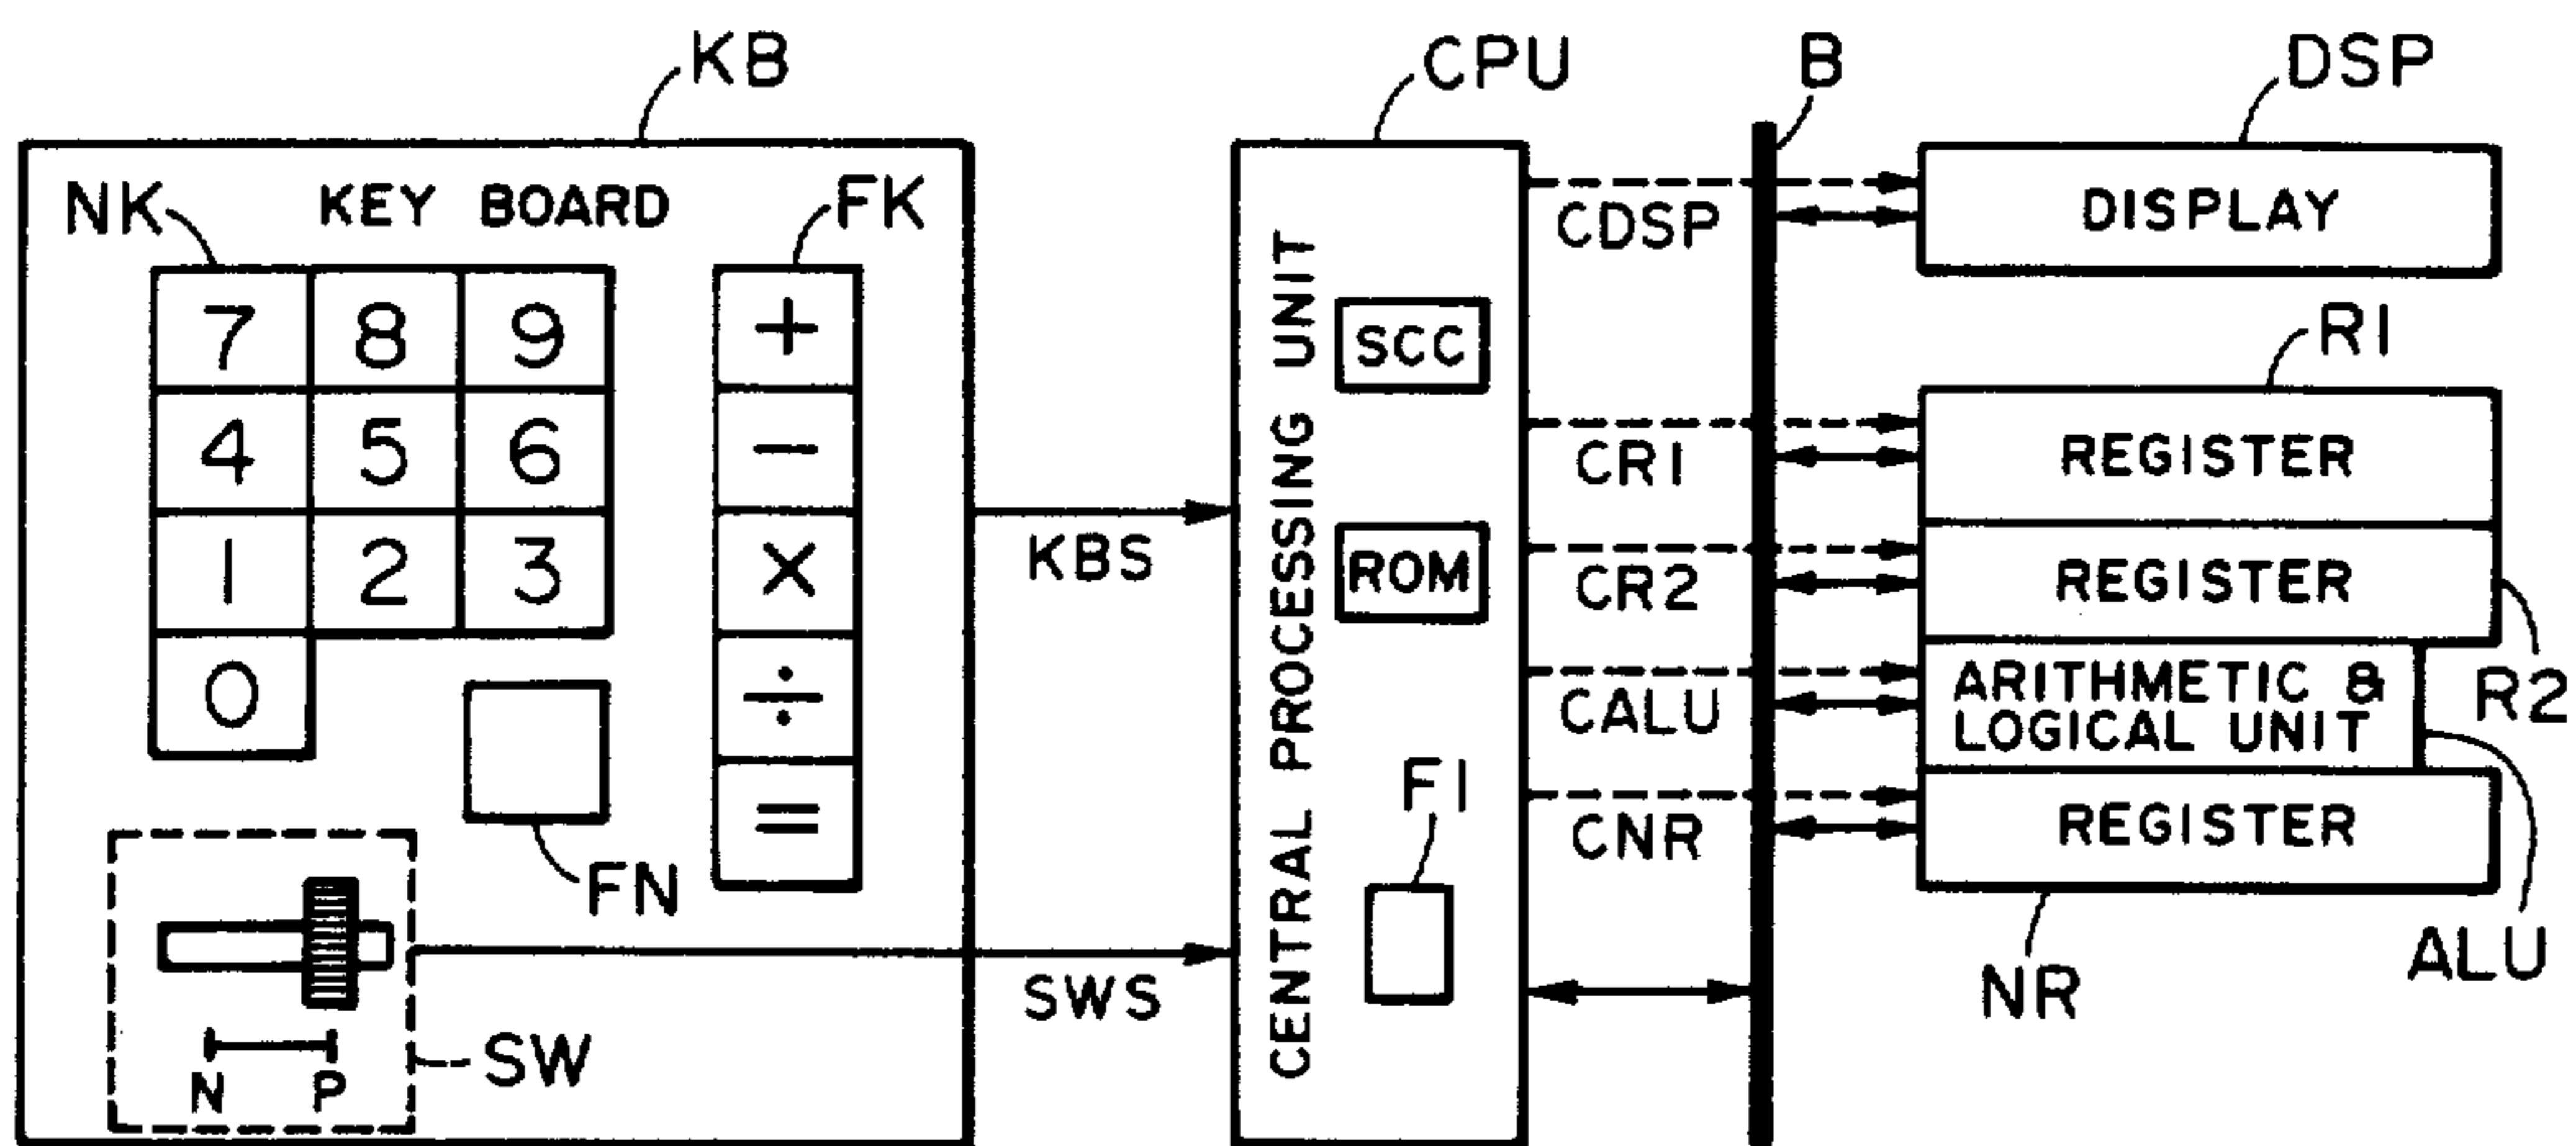 KB
CPU
B
DSP
NK
KEY BOARD
FK
7 8 9
4 5 6
1 2 3
0
+
−
×
÷
=
FN
N P
SW
KBS
SWS
CENTRAL PROCESSING UNIT
SCC
ROM
F1
CDSP
CR1
CR2
CALU
CNR
DISPLAY
R1
REGISTER
REGISTER
R2
ARITHMETIC &
LOGICAL UNIT
ALU
REGISTER
NR